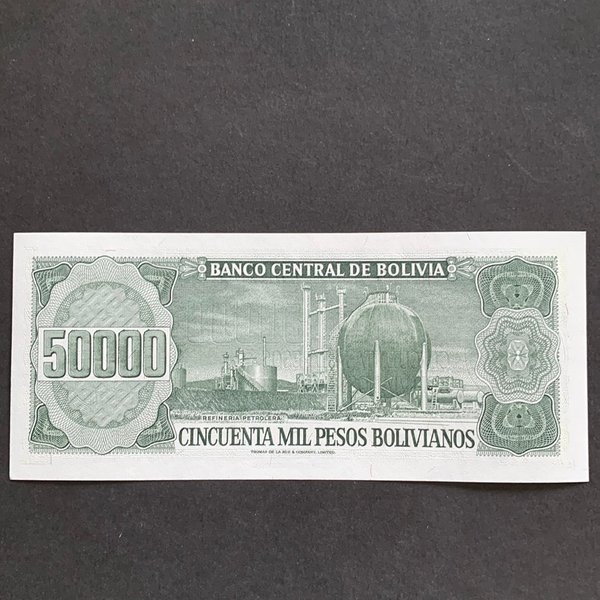 BANCO CENTRAL DE BOLIVIA
50000
REFINERIA PETROLERA
CINCUENTA MIL PESOS BOLIVIANOS
THOMAS DE LA RUE & COMPANY, LIMITED.